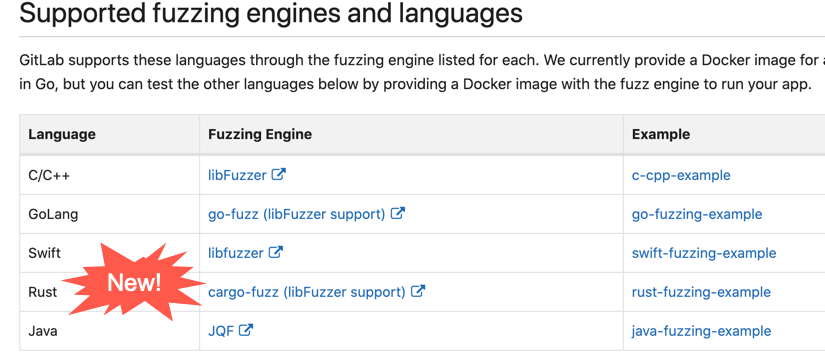 Supported fuzzing engines and languages
GitLab supports these languages through the fuzzing engine listed for each. We currently provide a Docker image for
in Go, but you can test the other languages below by providing a Docker image with the fuzz engine to run your app.
Language Fuzzing Engine Example
C/C++ libFuzzer c-cpp-example
GoLang go-fuzz (libFuzzer support) go-fuzzing-example
Swift libfuzzer swift-fuzzing-example
New!
Rust cargo-fuzz (libFuzzer support) rust-fuzzing-example
Java JQF java-fuzzing-example